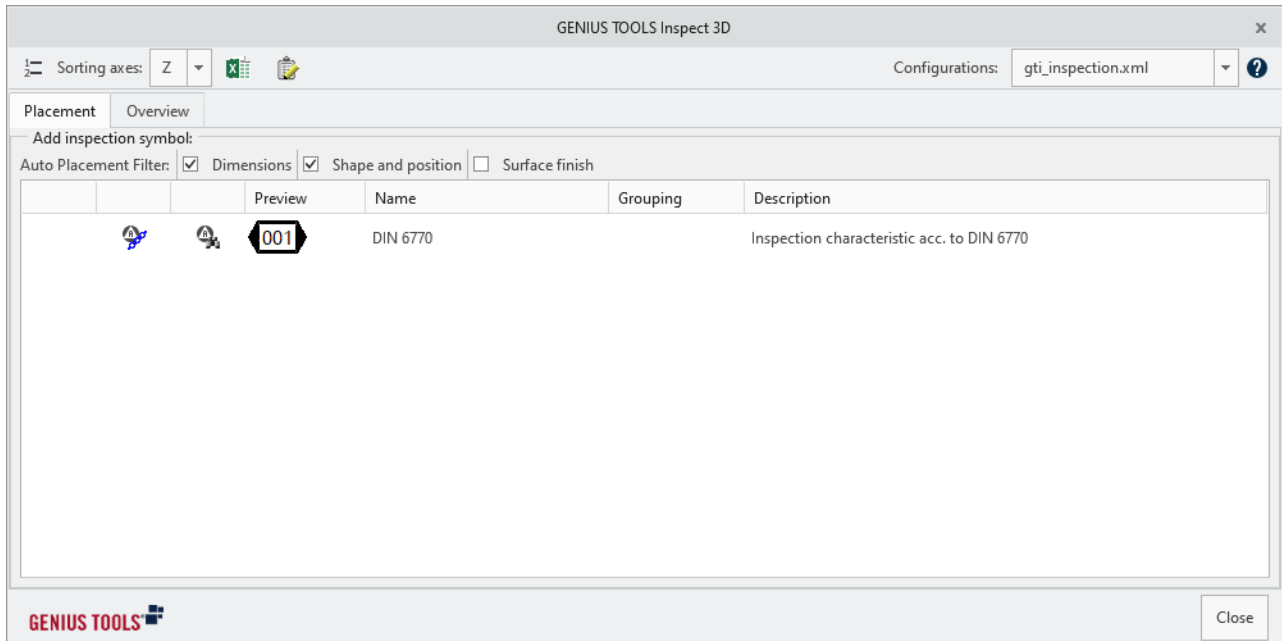 GENIUS TOOLS Inspect 3D x
Sorting axes: Z Configurations: gti_inspection.xml ?
Placement Overview
Add inspection symbol:
Auto Placement Filter: Dimensions Shape and position Surface finish
Preview Name Grouping Description
001 DIN 6770 Inspection characteristic acc. to DIN 6770
GENIUS TOOLS Close